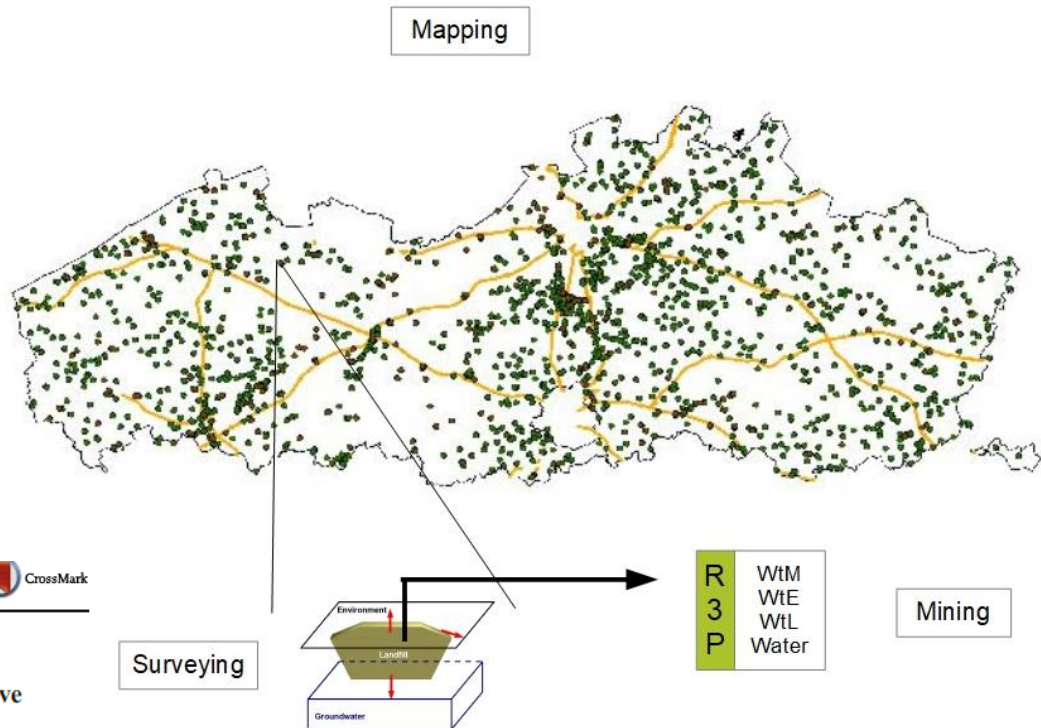 Mapping
CrossMark
Surveying
ve
Environment
Landfill
Groundwater
R
3
P
WtM
WtE
WtL
Water
Mining